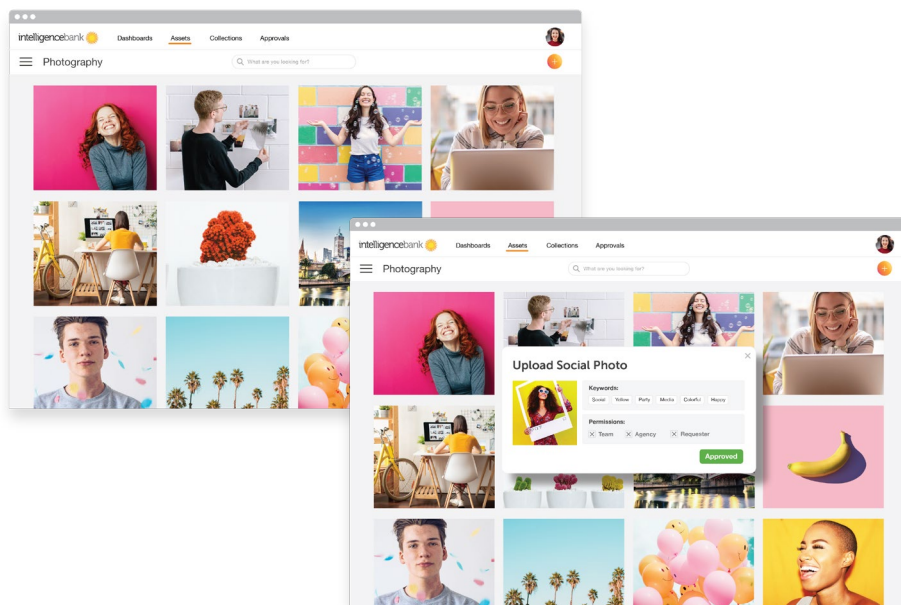 intelligencebank Dashboards Assets Collections Approvals
Photography What are you looking for?
intelligencebank Dashboards Assets Collections Approvals
Photography What are you looking for?
Upload Social Photo
Keywords:
Social Yellow Party Media Colorful Happy
Permissions:
Team Agency Requester
Approved